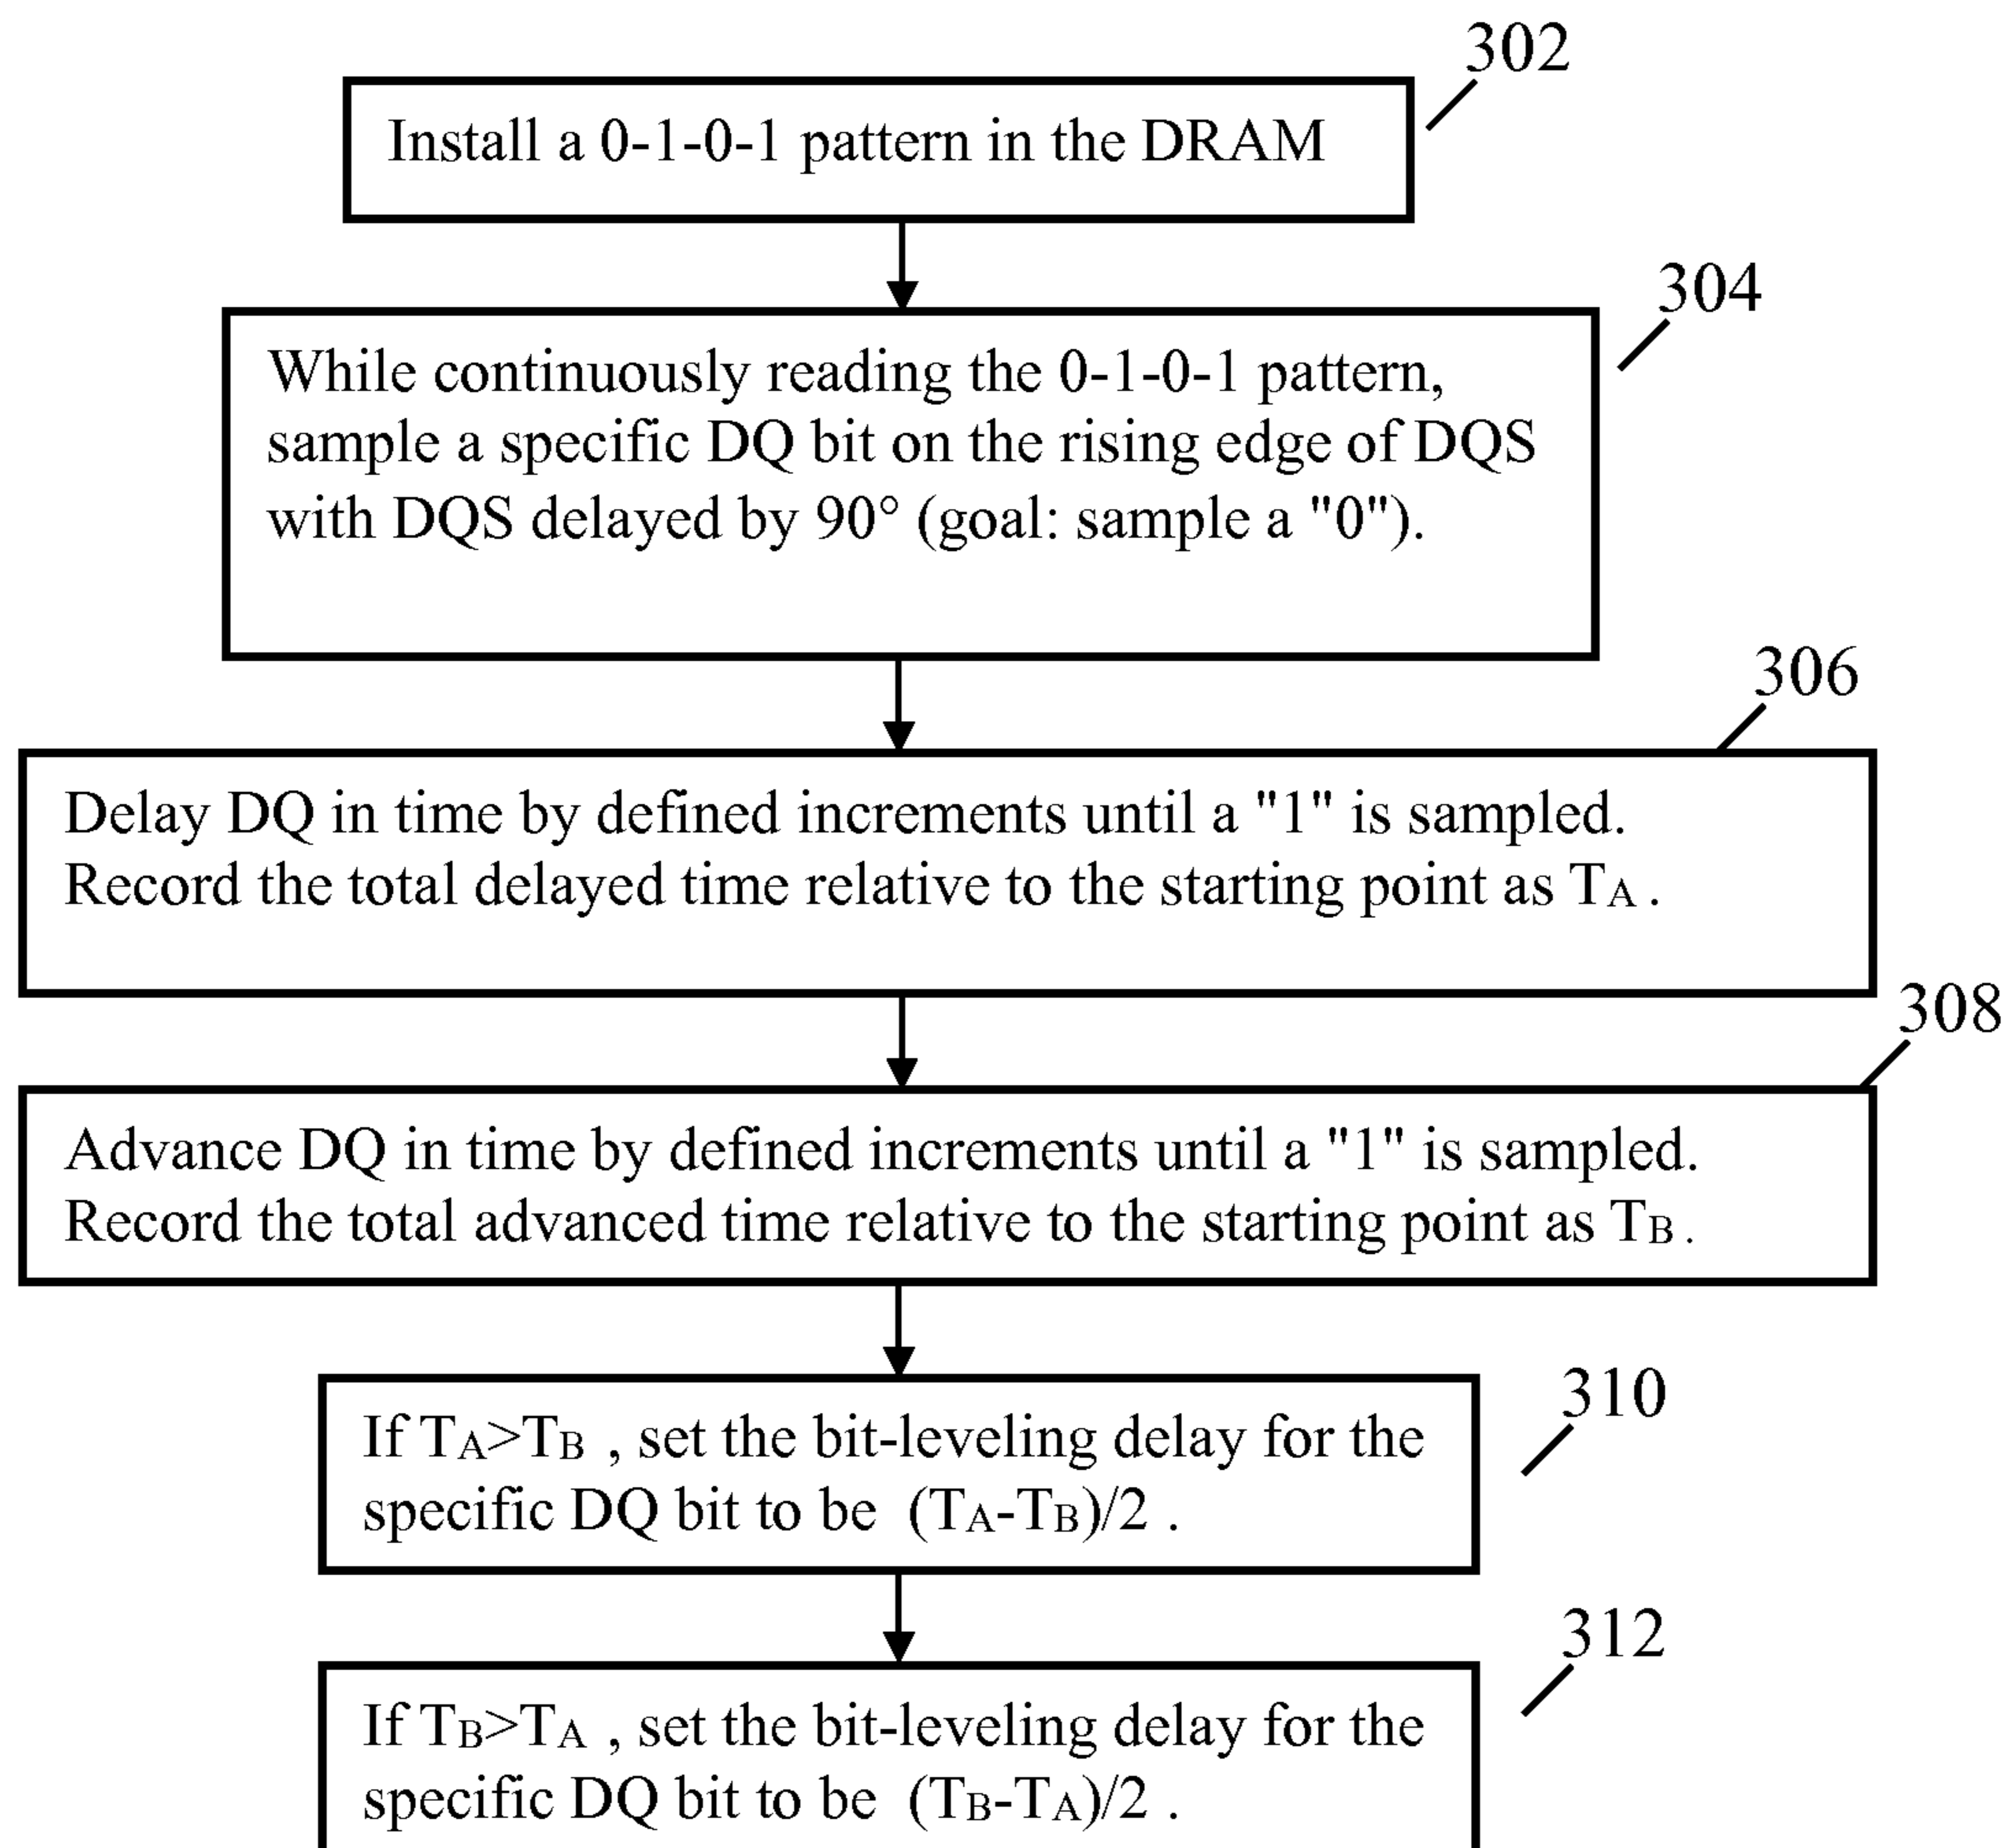 302
Install a 0-1-0-1 pattern in the DRAM
304
While continuously reading the 0-1-0-1 pattern,
sample a specific DQ bit on the rising edge of DQS
with DQS delayed by 90° (goal: sample a "0").
306
Delay DQ in time by defined increments until a "1" is sampled.
Record the total delayed time relative to the starting point as TA .
308
Advance DQ in time by defined increments until a "1" is sampled.
Record the total advanced time relative to the starting point as TB .
310
If TA>TB , set the bit-leveling delay for the
specific DQ bit to be (TA-TB)/2 .
312
If TB>TA , set the bit-leveling delay for the
specific DQ bit to be (TB-TA)/2 .